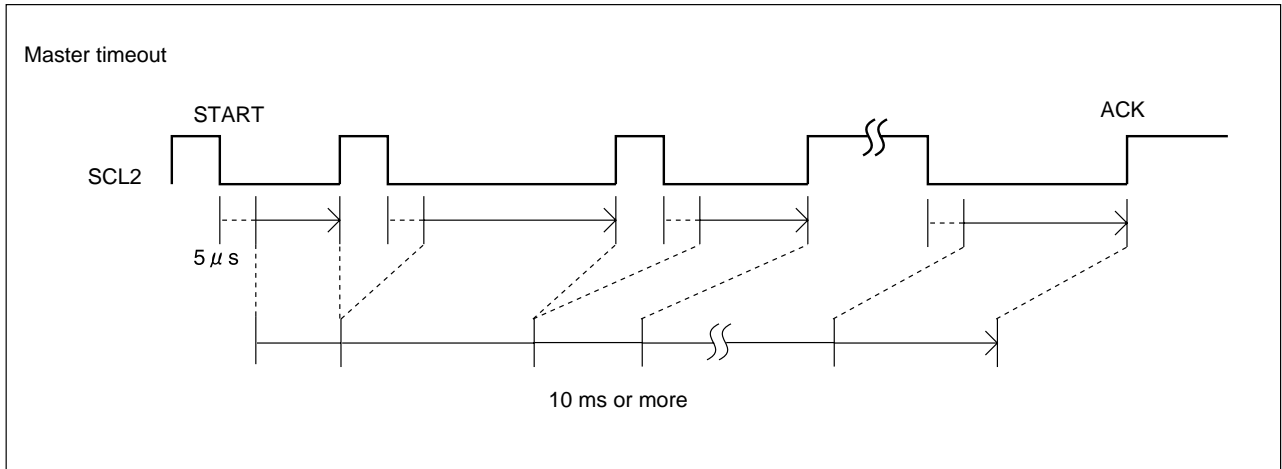 Master timeout
START
ACK
SCL2
5 μ s
10 ms or more